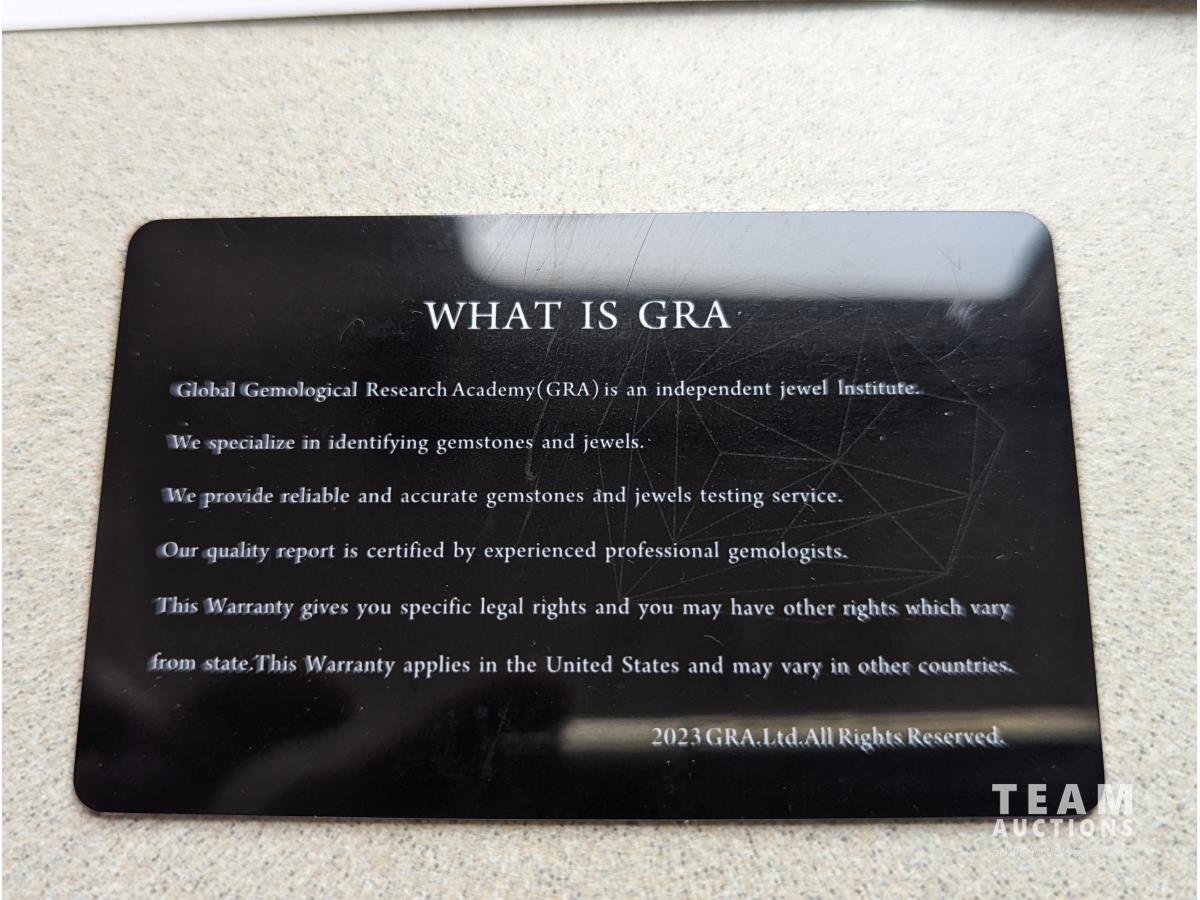 WHAT IS GRA
Global Gemological Research Academy(GRA) is an independent jewel Institute.
We specialize in identifying gemstones and jewels.
We provide reliable and accurate gemstones and jewels testing service.
Our quality report is certified by experienced professional gemologists.
This Warranty gives you specific legal rights and you may have other rights which vary
from state.This Warranty applies in the United States and may vary in other countries.
2023 GRA.Ltd.All Rights Reserved.
TEAM
AUCTIONS